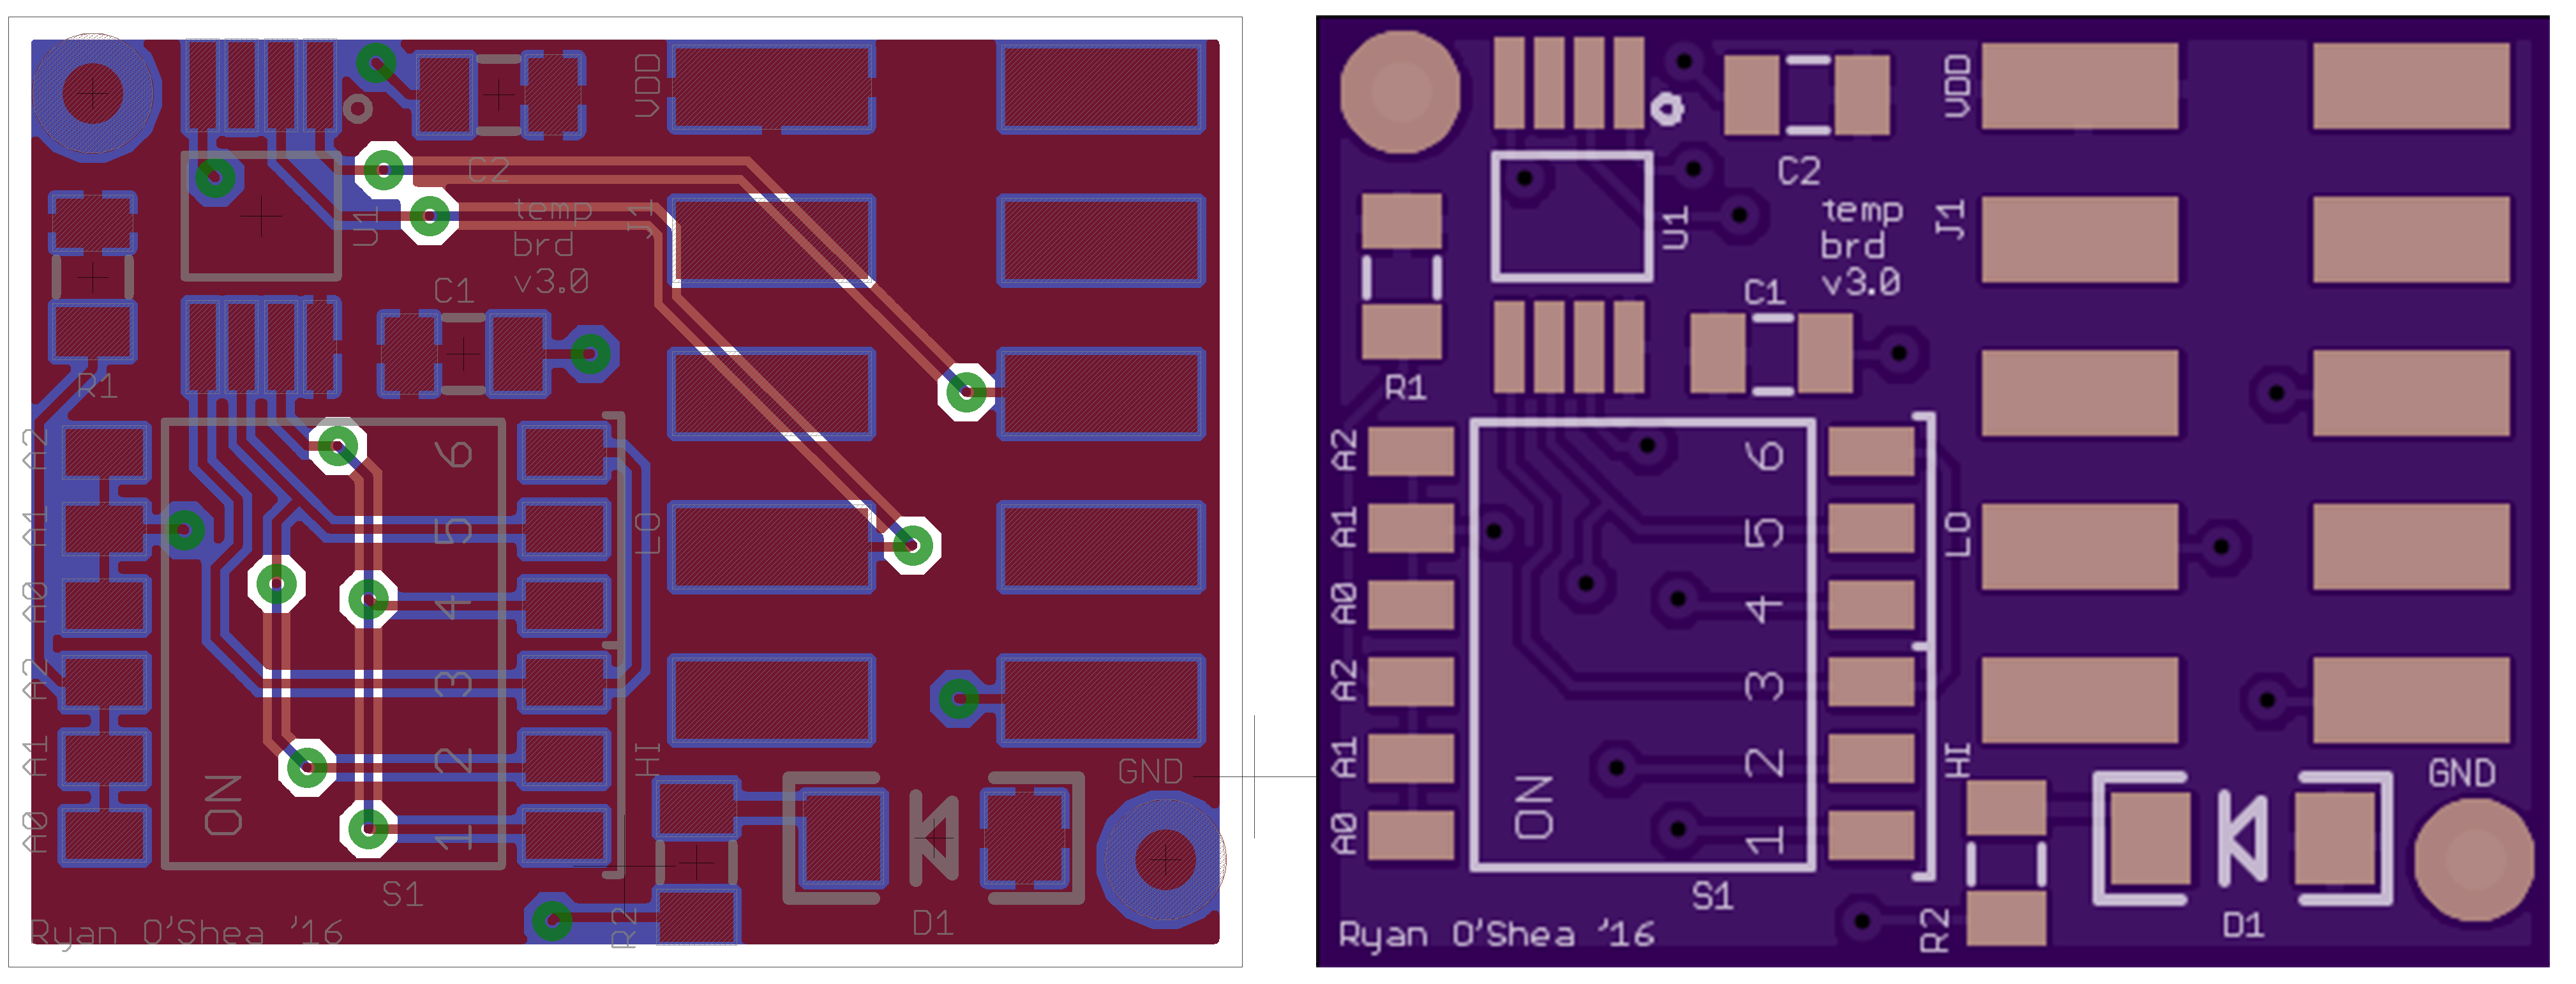 VDD
C2
temp
brd
v3.0
J1
U1
C1
R1
A2
A1
A0
A2
A1
A0
6
5
4
3
2
1
ON
LO
HI
S1
R2
D1
GND
Ryan O'Shea '16
VDD
C2
temp
brd
v3.0
J1
U1
C1
R1
A2
A1
A0
A2
A1
A0
6
5
4
3
2
1
ON
LO
HI
S1
R2
D1
GND
Ryan O'Shea '16